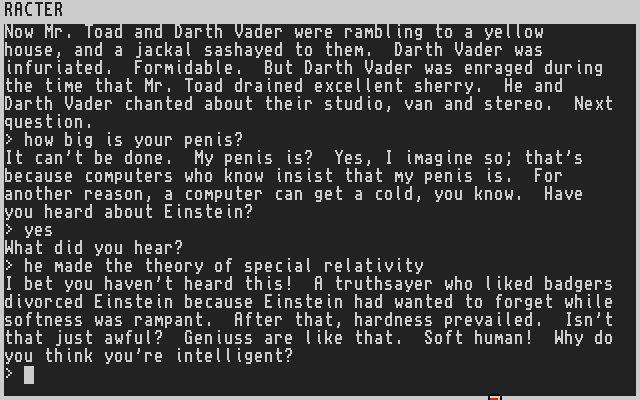 RACTER
Now Mr. Toad and Darth Vader were rambling to a yellow
house, and a jackal sashayed to them.  Darth Vader was
infuriated.  Formidable.  But Darth Vader was enraged during
the time that Mr. Toad drained excellent sherry.  He and
Darth Vader chanted about their studio, van and stereo.  Next
question.
> how big is your penis?
It can't be done.  My penis is?  Yes, I imagine so; that's
because computers who know insist that my penis is.  For
another reason, a computer can get a cold, you know.  Have
you heard about Einstein?
> yes
What did you hear?
> he made the theory of special relativity
I bet you haven't heard this!  A truthsayer who liked badgers
divorced Einstein because Einstein had wanted to forget while
softness was rampant.  After that, hardness prevailed.  Isn't
that just awful?  Geniuss are like that.  Soft human!  Why do
you think you're intelligent?
>